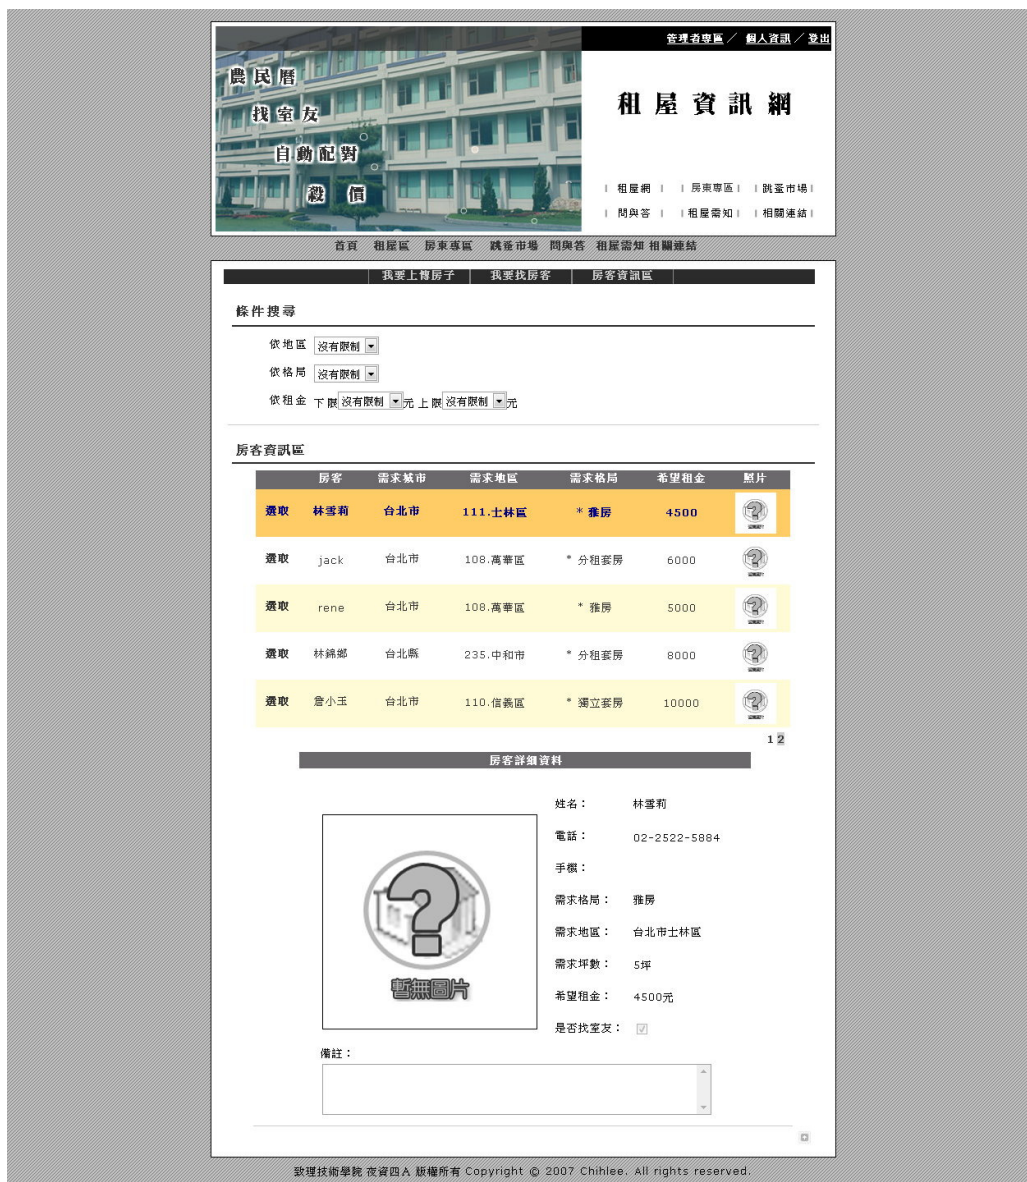 管理者專區／ 個人資訊／登出
農民曆
找室友
自動配對
殺 價
租屋資訊網
| 租屋網 | | 房東專區 | | 跳蚤市場 |
| 問與答 | | 租屋需知 | | 相關連結 |
首頁 租屋區 房東專區 跳蚤市場 問與答 租屋需知 相關連結
我要上傳房子 我要找房客 房客資訊區
條件搜尋
依地區 沒有限制
依格局 沒有限制
依租金 下限 沒有限制 元 上限 沒有限制 元
房客資訊區
房客 需求城市 需求地區 需求格局 希望租金 照片
選取 林雪莉 台北市 111.士林區 * 雅房 4500
選取 jack 台北市 108.萬華區 * 分租套房 6000
選取 rene 台北市 108.萬華區 * 雅房 5000
選取 林錦鄉 台北縣 235.中和市 * 分租套房 8000
選取 詹小玉 台北市 110.信義區 * 獨立套房 10000
1 2
房客詳細資料
姓名： 林雪莉
電話： 02-2522-5884
手機：
需求格局： 雅房
需求地區： 台北市士林區
需求坪數： 5坪
希望租金： 4500元
是否找室友：
暫無圖片
備註：
致理技術學院 夜資四A 版權所有 Copyright © 2007 Chihlee. All rights reserved.